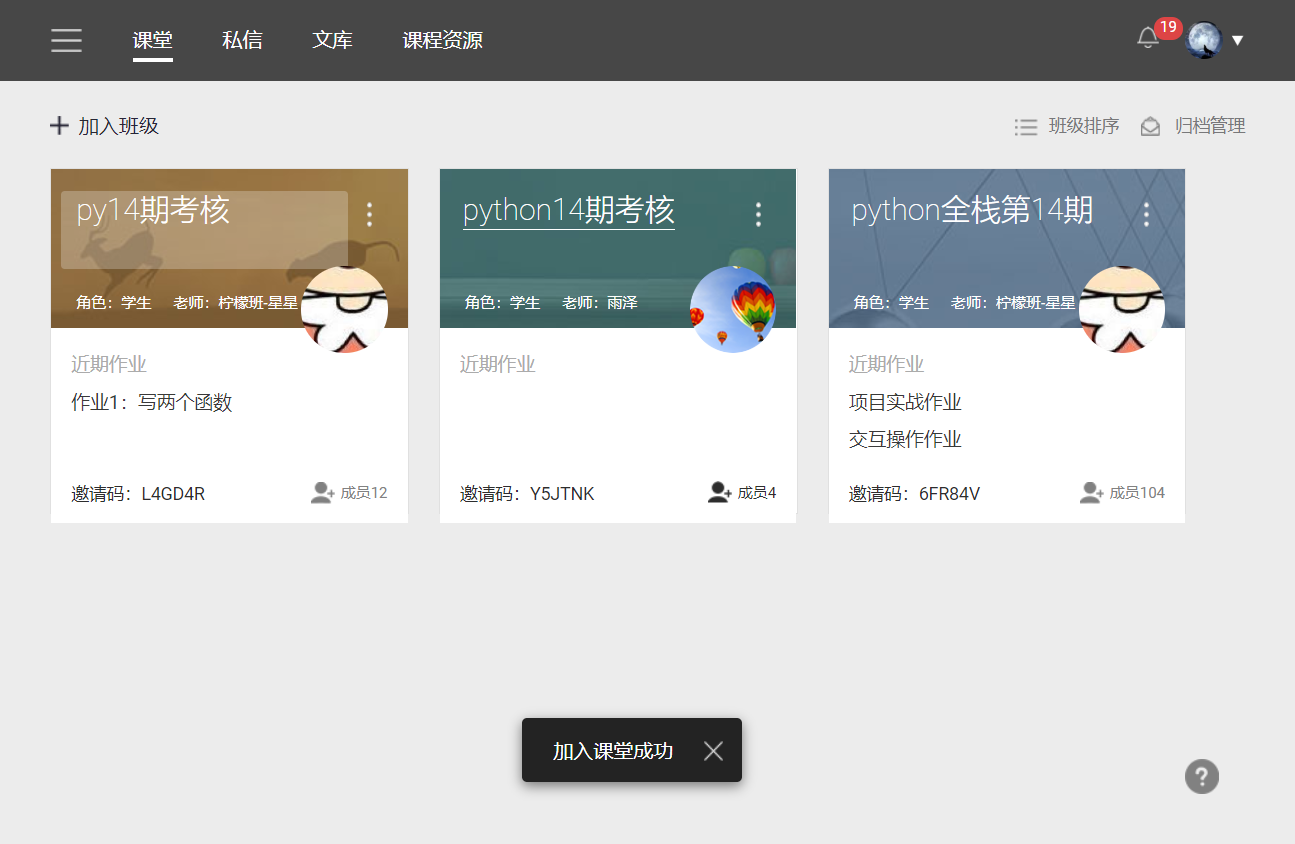 课堂 私信 文库 课程资源 19
加入班级 班级排序 归档管理
py14期考核
角色：学生 老师：柠檬班-星星
近期作业
作业1：写两个函数
邀请码：L4GD4R 成员12
python14期考核
角色：学生 老师：雨泽
近期作业
邀请码：Y5JTNK 成员4
python全栈第14期
角色：学生 老师：柠檬班-星星
近期作业
项目实战作业
交互操作作业
邀请码：6FR84V 成员104
加入课堂成功
?